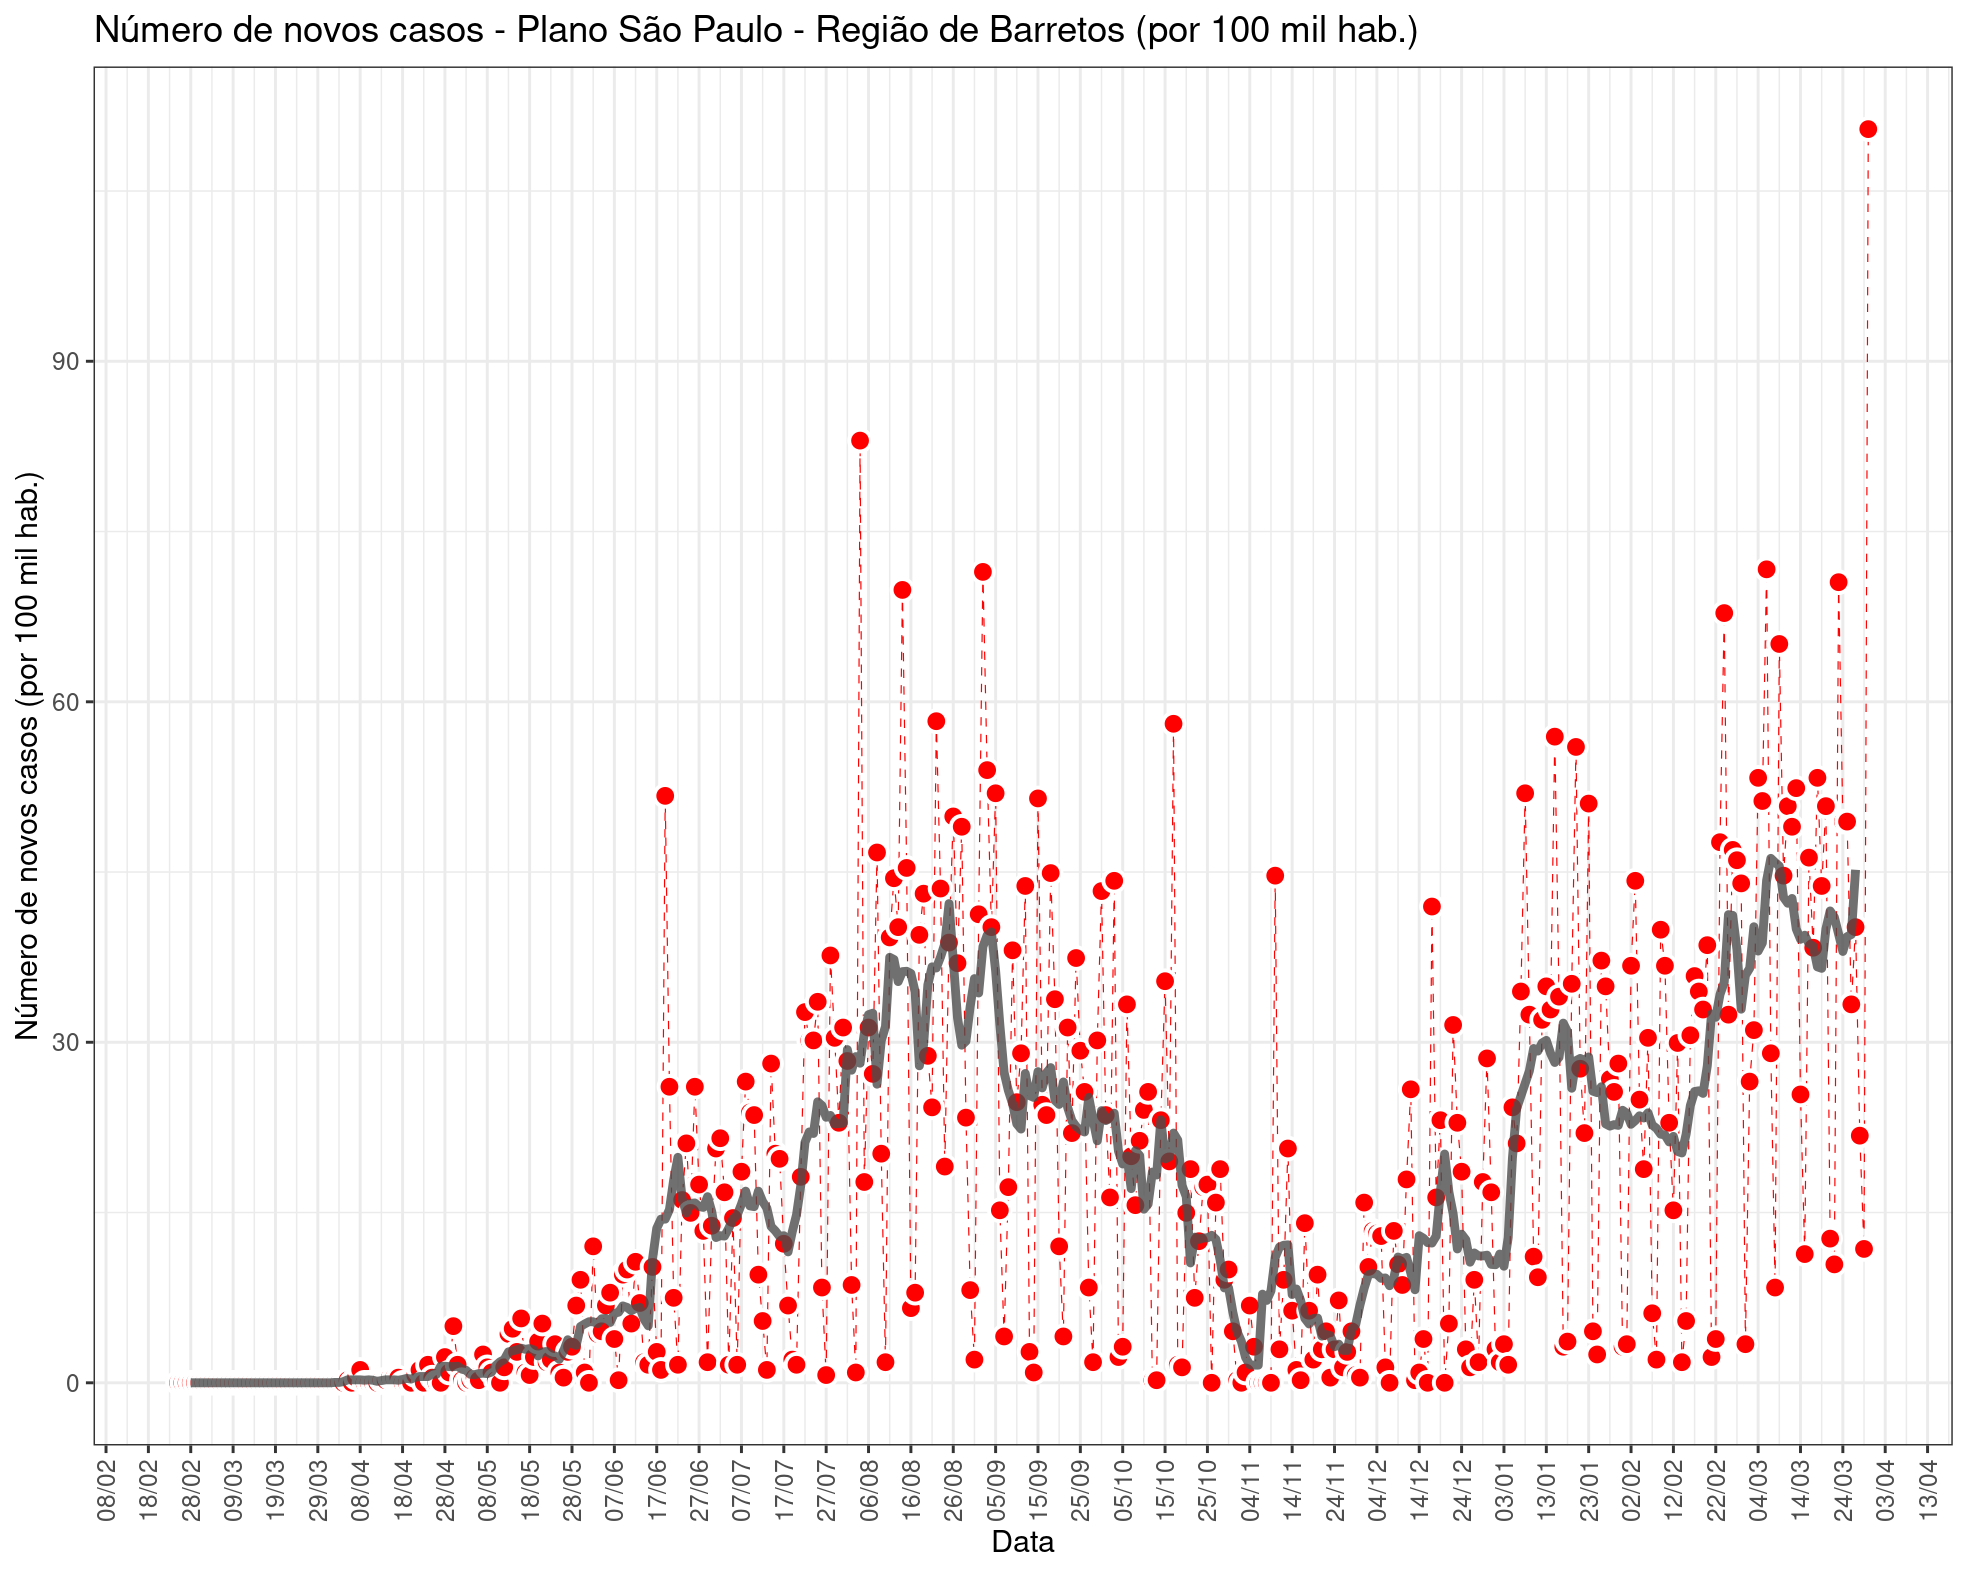 Número de novos casos - Plano São Paulo - Região de Barretos (por 100 mil hab.)
Número de novos casos (por 100 mil hab.)
90
60
30
0
08/02 18/02 28/02 09/03 19/03 29/03 08/04 18/04 28/04 08/05 18/05 28/05 07/06 17/06 27/06 07/07 17/07 27/07 06/08 16/08 26/08 05/09 15/09 25/09 05/10 15/10 25/10 04/11 14/11 24/11 04/12 14/12 24/12 03/01 13/01 23/01 02/02 12/02 22/02 04/03 14/03 24/03 03/04 13/04
Data